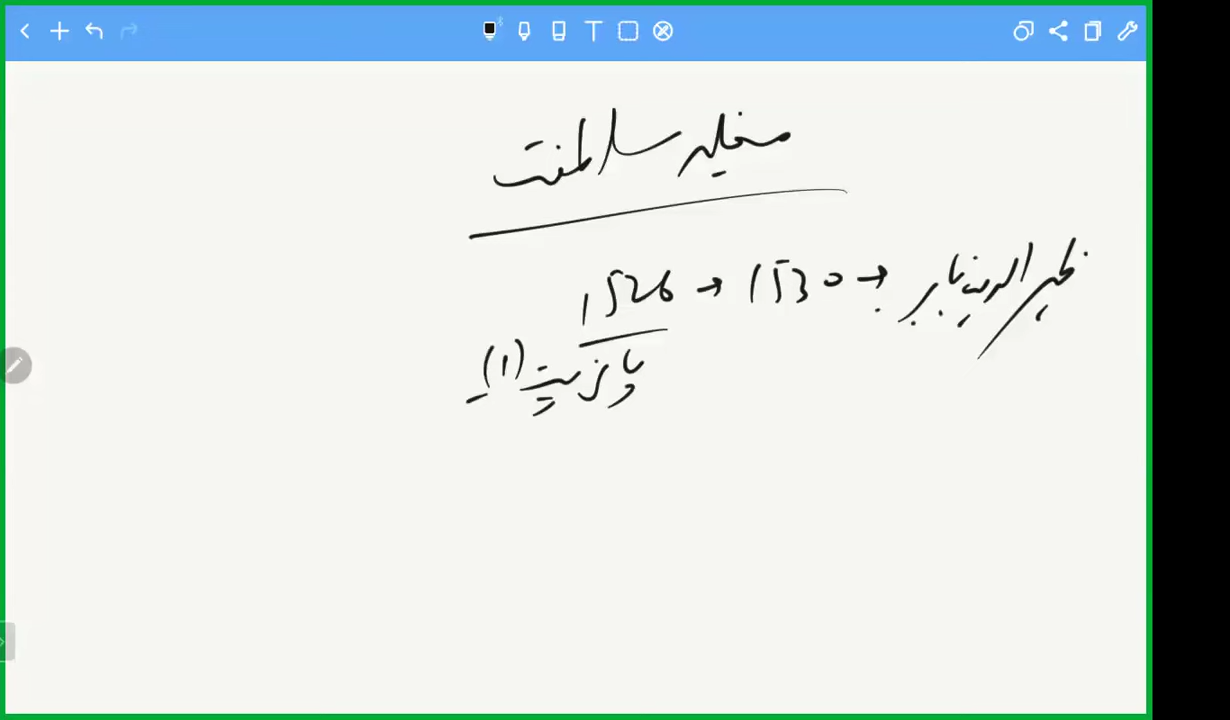 مغلیہ سلطنت
ظہیر الدین بابر ← 1530 ← 1526
پانی پت (1)